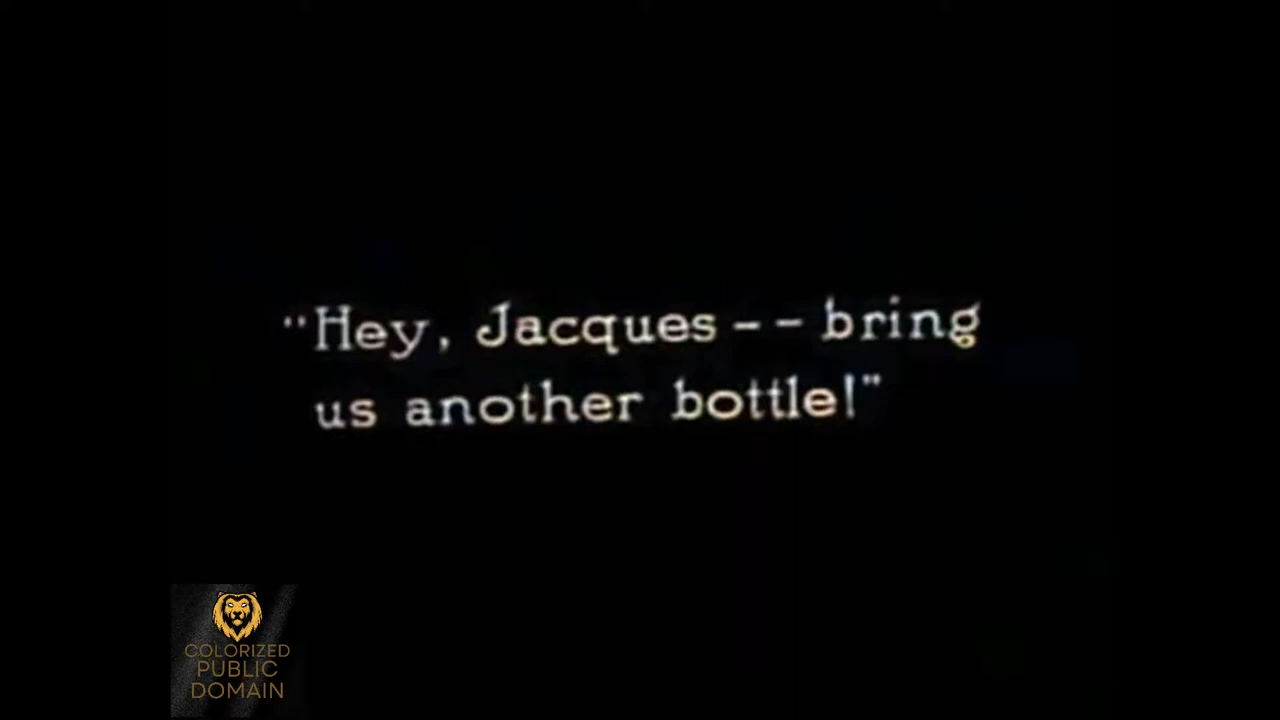 "Hey, Jacques -- bring
us another bottle!"
COLORIZED
PUBLIC
DOMAIN